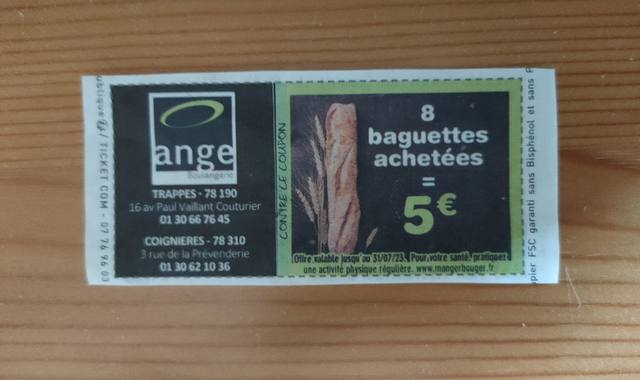 ange
Boulangerie
TRAPPES - 78 190
16 av Paul Vaillant Couturier
01 30 66 76 45
COIGNIERES - 78 310
3 rue de la Prévenderie
01 30 62 10 36
CONTRE CE COUPON
8
baguettes
achetées
=
5€
Offre valable jusqu'au 31/07/23. Pour votre santé, pratiquez
une activité physique régulière. www.mangerbouger.fr
/ TICKET COM - 07 76 96 03
pier FSC garanti sans Bisphénol et sans